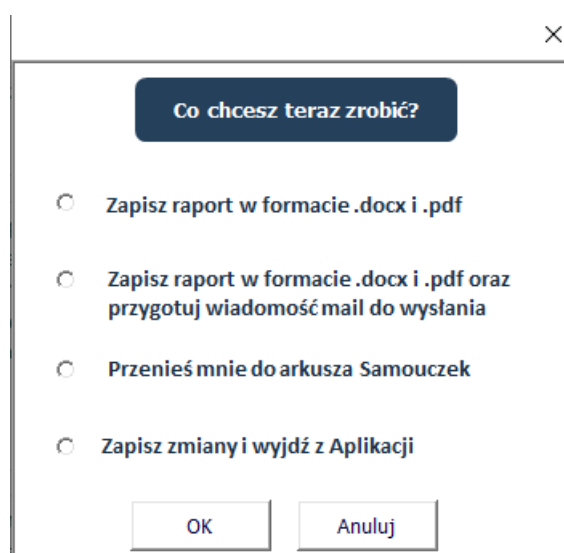 Co chcesz teraz zrobić?
Zapisz raport w formacie .docx i .pdf
Zapisz raport w formacie .docx i .pdf oraz
przygotuj wiadomość mail do wysłania
Przenieś mnie do arkusza Samouczek
Zapisz zmiany i wyjdź z Aplikacji
OK
Anuluj